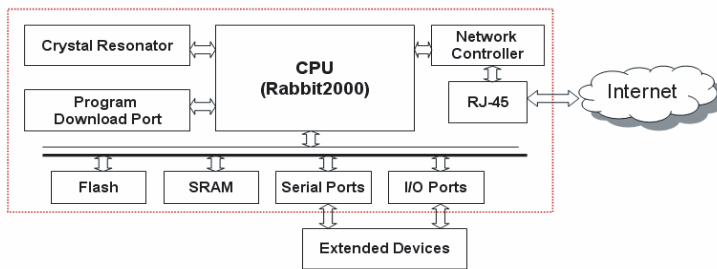 Crystal Resonator
CPU
(Rabbit2000)
Network
Controller
Program
Download Port
RJ-45
Internet
Flash
SRAM
Serial Ports
I/O Ports
Extended Devices